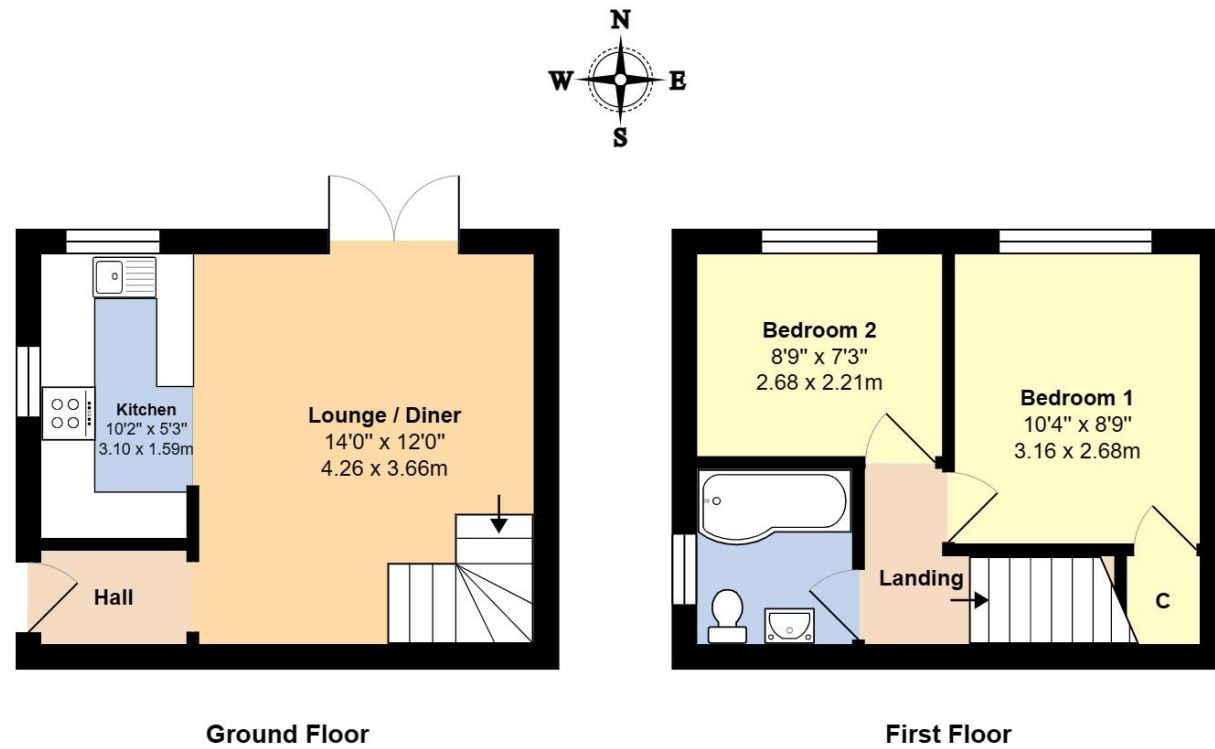 N
W
E
S
Kitchen
10'2" x 5'3"
3.10 x 1.59m
Lounge / Diner
14'0" x 12'0"
4.26 x 3.66m
Hall
Ground Floor
Bedroom 2
8'9" x 7'3"
2.68 x 2.21m
Bedroom 1
10'4" x 8'9"
3.16 x 2.68m
Landing
C
First Floor